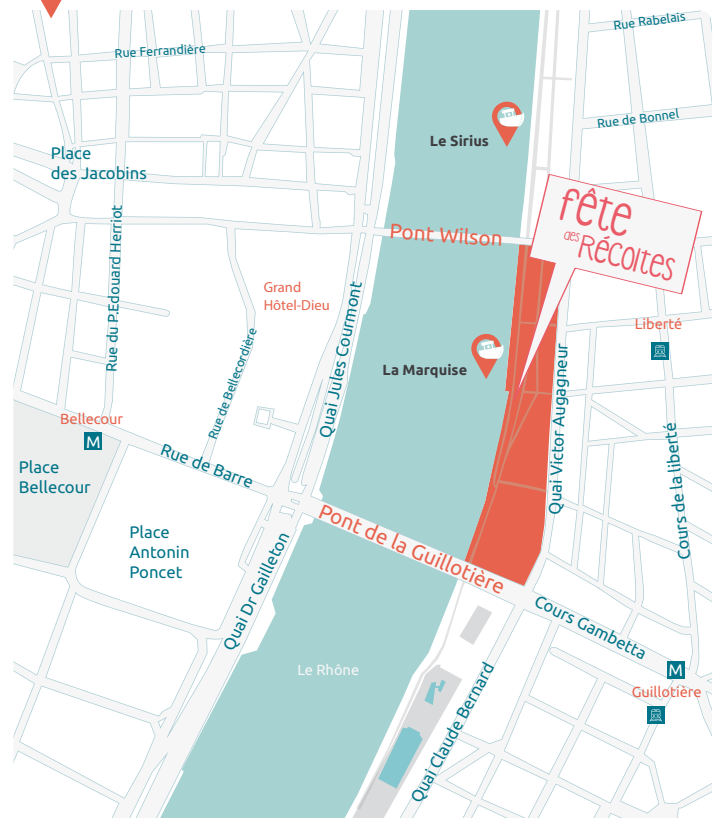 Rue Rabelais
Rue Ferrandière
Rue de Bonnel
Le Sirius
Place
des Jacobins
fête
des Récoltes
Pont Wilson
Rue du P.Edouard Herriot
Grand
Hôtel-Dieu
Quai Jules Courmont
Liberté
Rue de Bellecordière
La Marquise
Quai Victor Augagneur
Bellecour
M
Cours de la liberté
Rue de Barre
Place
Bellecour
Pont de la Guillotière
Place
Antonin
Poncet
Quai Dr Gailleton
Cours Gambetta
Le Rhône
M
Guillotière
Quai Claude Bernard